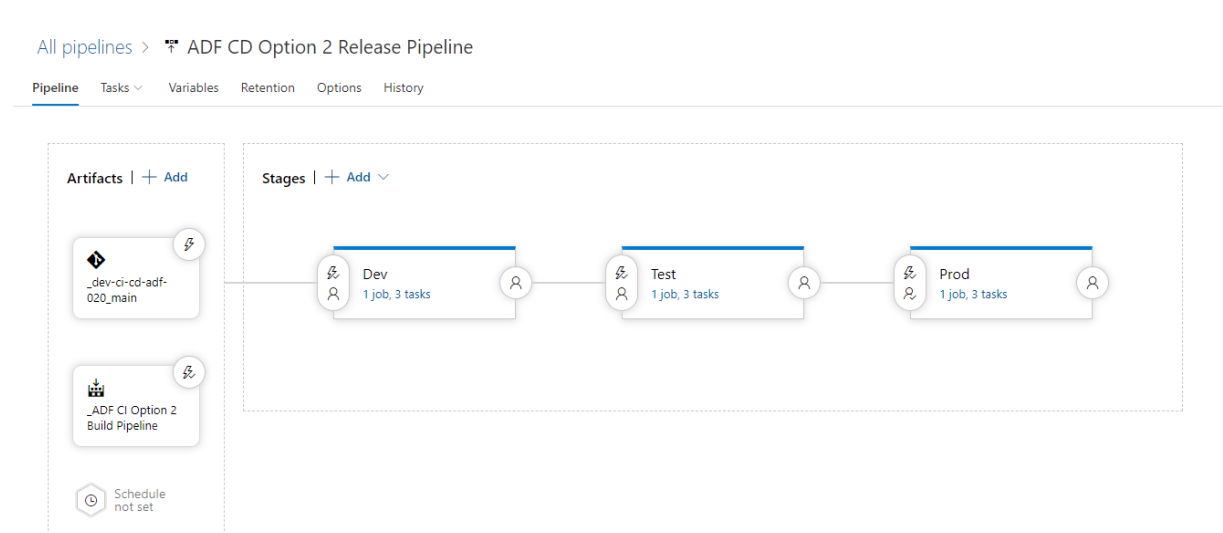 All pipelines > ADF CD Option 2 Release Pipeline
Pipeline Tasks Variables Retention Options History
Artifacts | + Add
Stages | + Add
_dev-ci-cd-adf-
020_main
Dev
1 job, 3 tasks
Test
1 job, 3 tasks
Prod
1 job, 3 tasks
_ADF CI Option 2
Build Pipeline
Schedule
not set